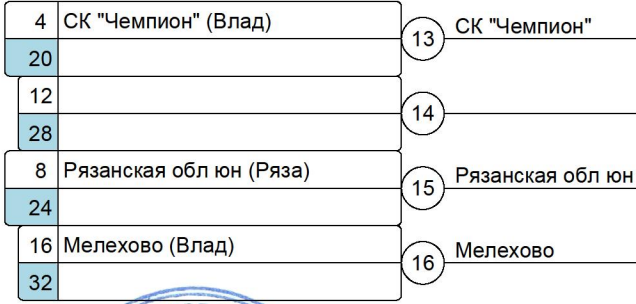 4 СК "Чемпион" (Влад)
13 СК "Чемпион"
20
12
14
28
8 Рязанская обл юн (Ряза)
15 Рязанская обл юн
24
16 Мелехово (Влад)
16 Мелехово
32